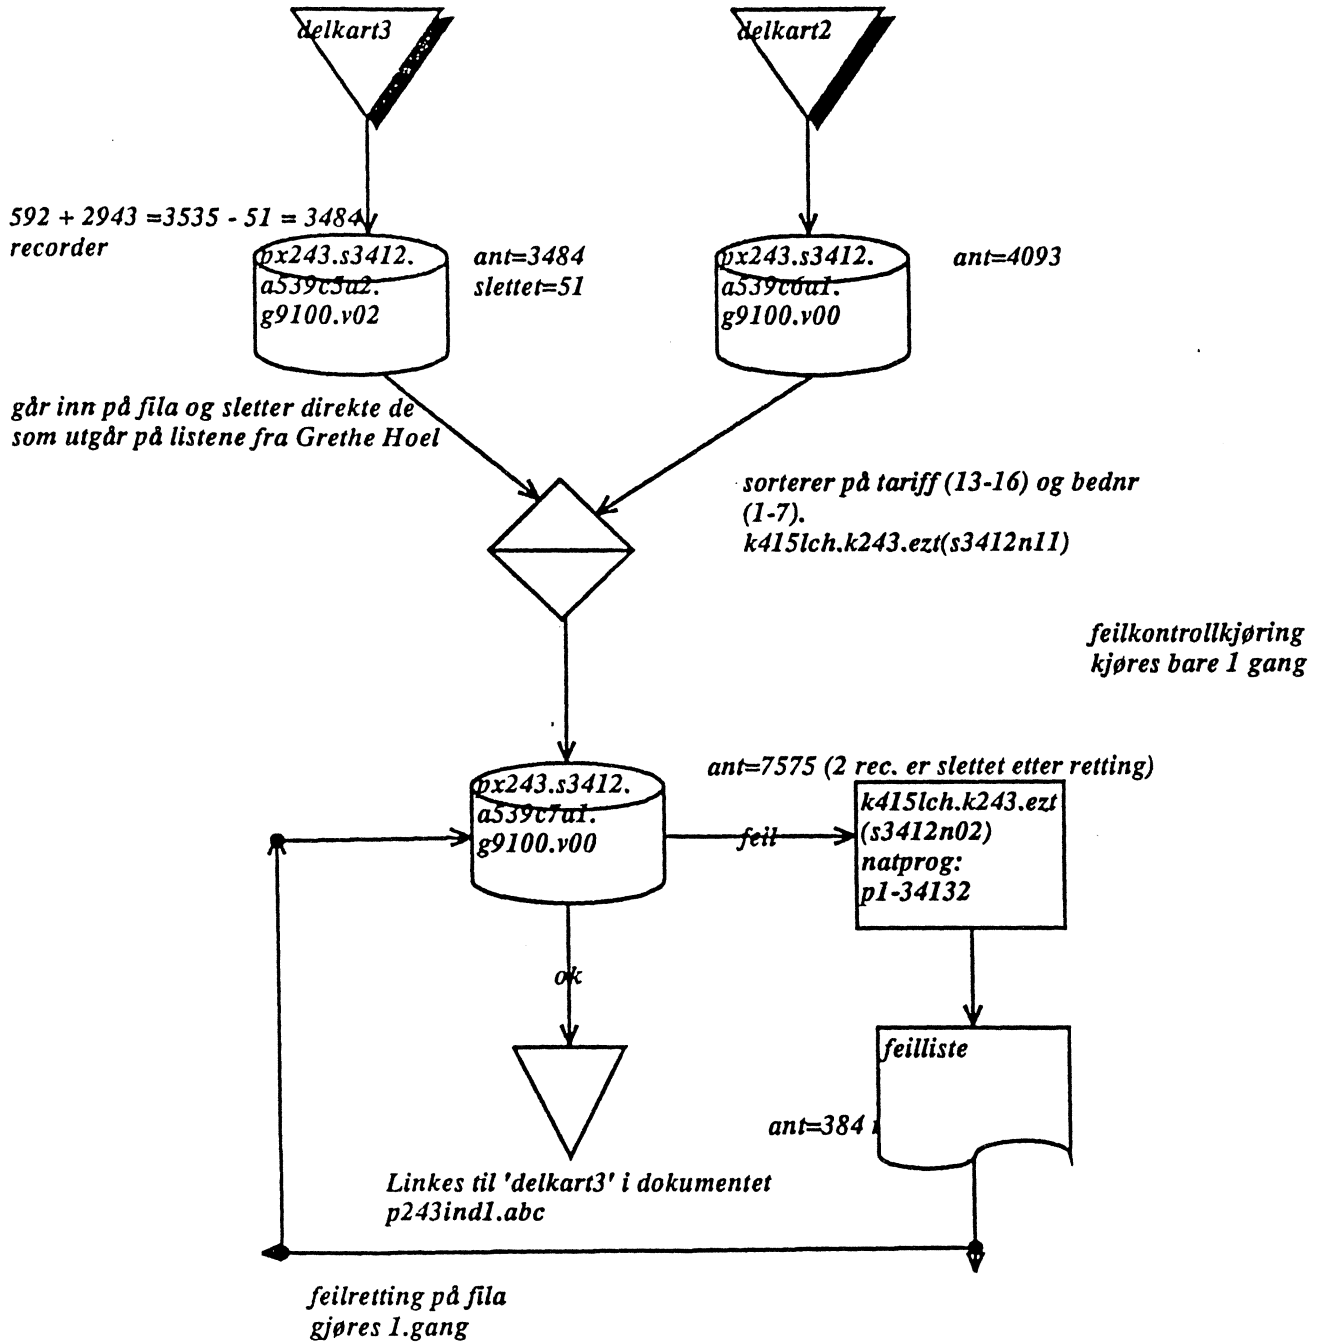 delkart3
delkart2
592 + 2943 =3535 - 51 = 3484
recorder
px243.s3412.
a539c5a2.
g9100.v02
ant=3484
slettet=51
px243.s3412.
a539c6a1.
g9100.v00
ant=4093
går inn på fila og sletter direkte de
som utgår på listene fra Grethe Hoel
sorterer på tariff (13-16) og bednr
(1-7).
k415lch.k243.ezt(s3412n11)
feilkontrollkjøring
kjøres bare 1 gang
px243.s3412.
a539c7a1.
g9100.v00
ant=7575 (2 rec. er slettet etter retting)
feil
k415lch.k243.ezt
(s3412n02)
natprog:
p1-34132
ok
feilliste
ant=384
Linkes til 'delkart3' i dokumentet
p243ind1.abc
feilretting på fila
gjøres 1.gang